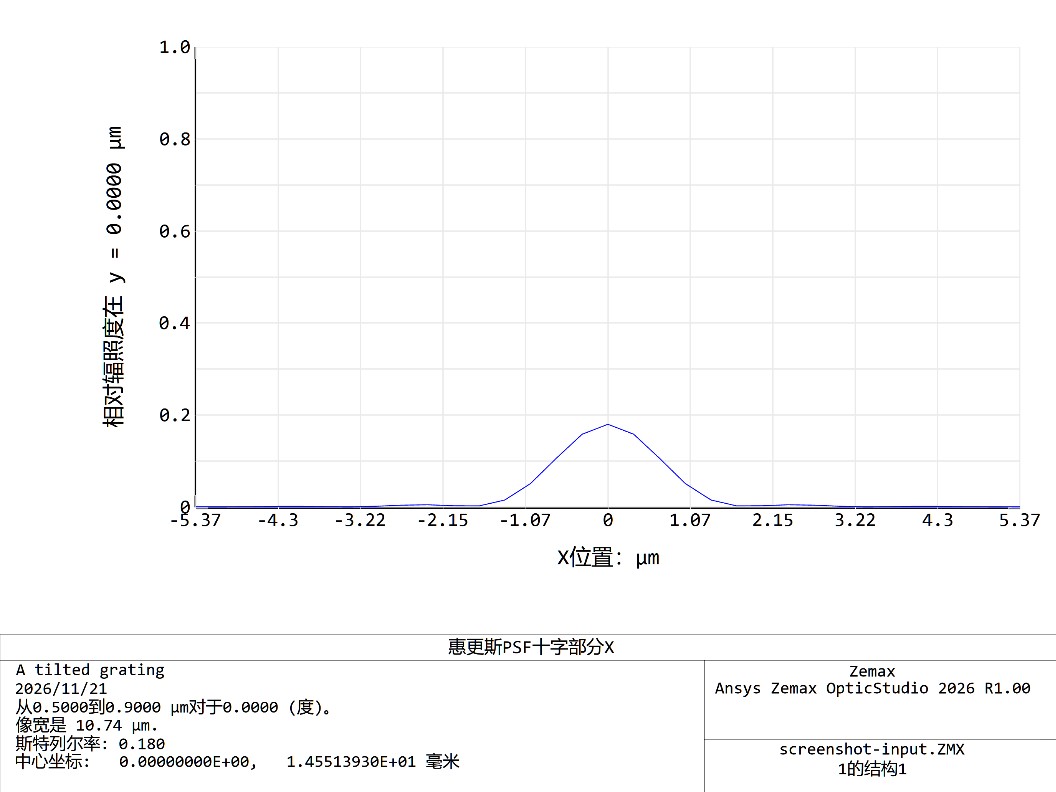 相对辐照度在 y = 0.0000 µm
1.0
0.8
0.6
0.4
0.2
0
-5.37 -4.3 -3.22 -2.15 -1.07 0 1.07 2.15 3.22 4.3 5.37
X位置: µm
惠更斯PSF十字部分X
A tilted grating
2026/11/21
从0.5000到0.9000 µm对于0.0000 (度)。
像宽是 10.74 µm.
斯特列尔率: 0.180
中心坐标: 0.00000000E+00, 1.45513930E+01 毫米
Zemax
Ansys Zemax OpticStudio 2026 R1.00
screenshot-input.ZMX
1的结构1